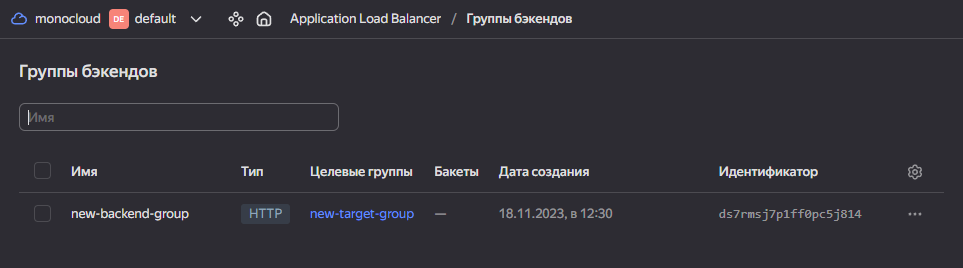 monocloud DE default Application Load Balancer / Группы бэкендов
Группы бэкендов
Имя
Имя Тип Целевые группы Бакеты Дата создания Идентификатор
new-backend-group HTTP new-target-group — 18.11.2023, в 12:30 ds7rmsj7p1ff0pc5j814